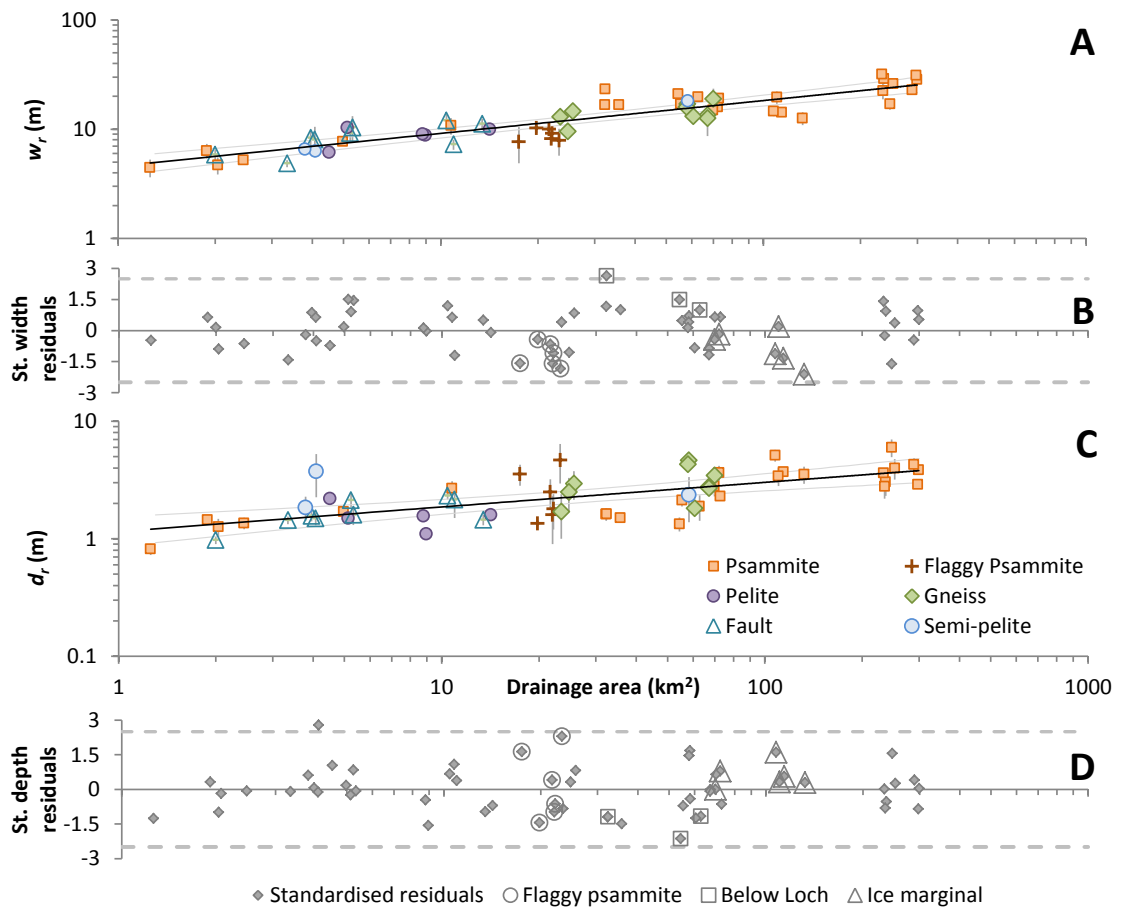 100
10
1
w_r (m)
A
3
1.5
0
-1.5
-3
St. width
residuals
B
10
1
0.1
d_r (m)
C
Psammite
Flaggy Psammite
Pelite
Gneiss
Fault
Semi-pelite
1
10
100
1000
Drainage area (km²)
3
1.5
0
-1.5
-3
St. depth
residuals
D
Standardised residuals
Flaggy psammite
Below Loch
Ice marginal